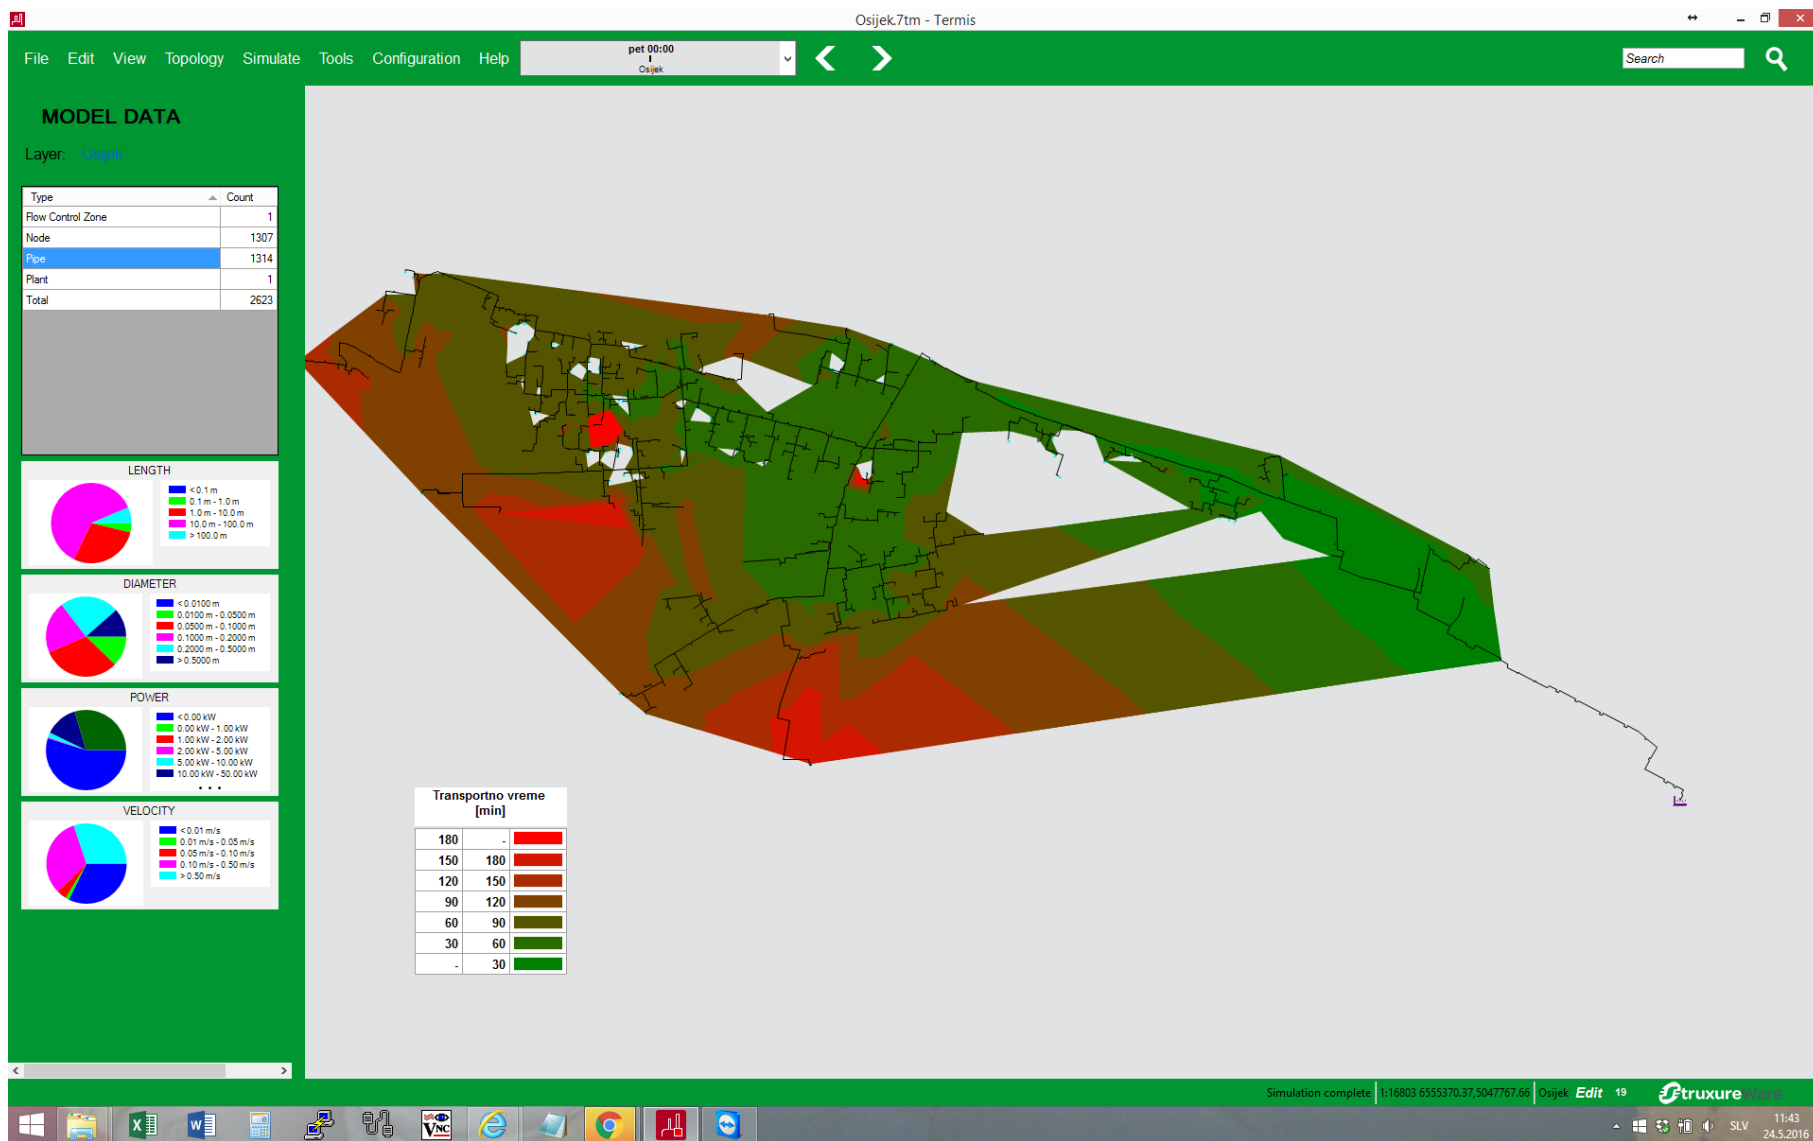 Osijek.7tm - Termis
File Edit View Topology Simulate Tools Configuration Help
pet 00:00
Osijek
Search
MODEL DATA
Layer: Osijek
Type Count
Flow Control Zone 1
Node 1307
Pipe 1314
Plant 1
Total 2623
LENGTH
< 0.1 m
0.1 m - 1.0 m
1.0 m - 10.0 m
10.0 m - 100.0 m
> 100.0 m
DIAMETER
< 0.0100 m
0.0100 m - 0.0500 m
0.0500 m - 0.1000 m
0.1000 m - 0.2000 m
0.2000 m - 0.5000 m
> 0.5000 m
POWER
< 0.00 kW
0.00 kW - 1.00 kW
1.00 kW - 2.00 kW
2.00 kW - 5.00 kW
5.00 kW - 10.00 kW
10.00 kW - 50.00 kW
...
VELOCITY
< 0.01 m/s
0.01 m/s - 0.05 m/s
0.05 m/s - 0.10 m/s
0.10 m/s - 0.50 m/s
> 0.50 m/s
Transportno vreme
[min]
180 -
150 180
120 150
90 120
60 90
30 60
- 30
Simulation complete 1:16803 6555370.37,5047767.66 Osijek Edit 19 StruxureWare
VNC
SLV
11:43
24.5.2016